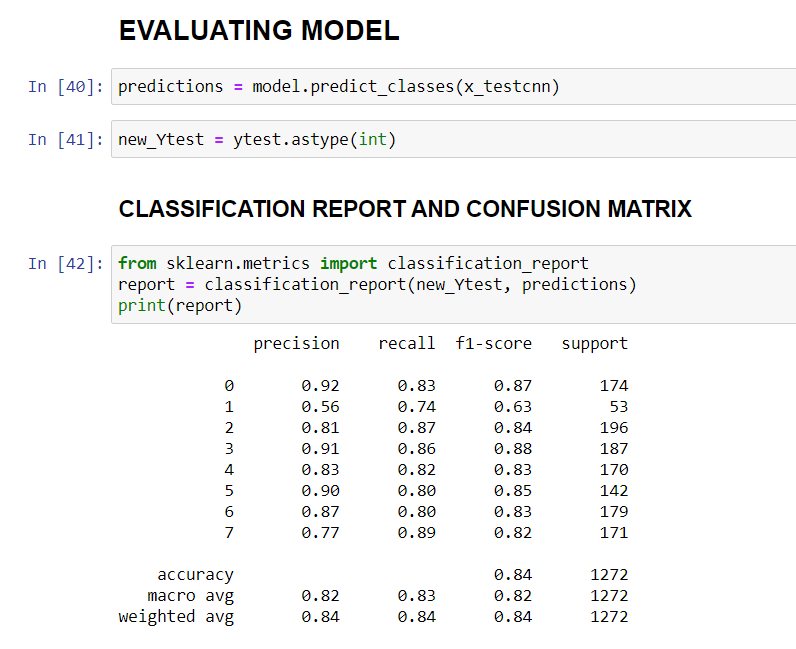 EVALUATING MODEL
In [40]: predictions = model.predict_classes(x_testcnn)
In [41]: new_Ytest = ytest.astype(int)
CLASSIFICATION REPORT AND CONFUSION MATRIX
In [42]: from sklearn.metrics import classification_report
report = classification_report(new_Ytest, predictions)
print(report)
precision recall f1-score support
0 0.92 0.83 0.87 174
1 0.56 0.74 0.63 53
2 0.81 0.87 0.84 196
3 0.91 0.86 0.88 187
4 0.83 0.82 0.83 170
5 0.90 0.80 0.85 142
6 0.87 0.80 0.83 179
7 0.77 0.89 0.82 171
accuracy 0.84 1272
macro avg 0.82 0.83 0.82 1272
weighted avg 0.84 0.84 0.84 1272